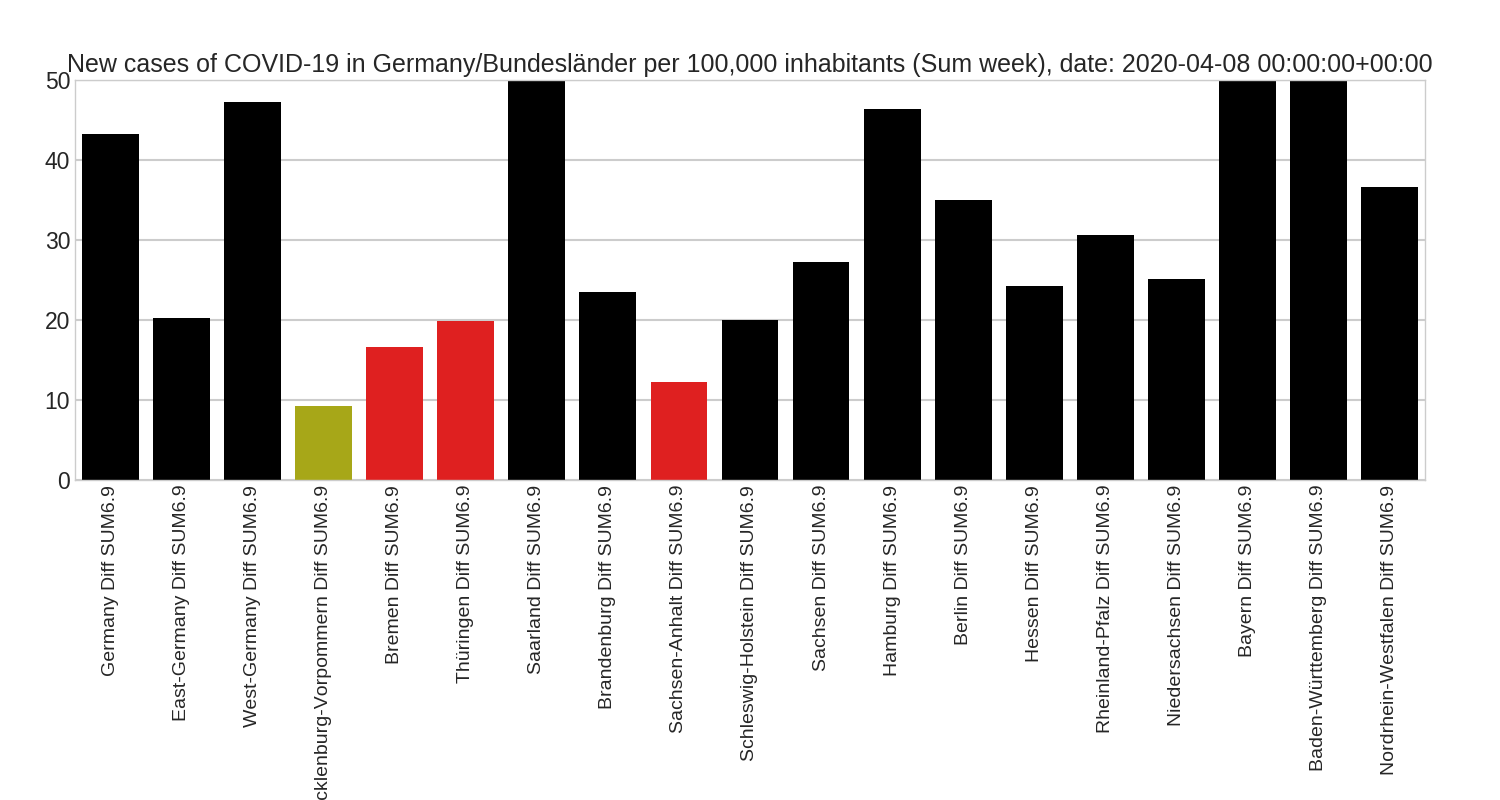 New cases of COVID-19 in Germany/Bundesländer per 100,000 inhabitants (Sum week), date: 2020-04-08 00:00:00+00:00
50
40
30
20
10
0
Germany Diff SUM6.9
East-Germany Diff SUM6.9
West-Germany Diff SUM6.9
cklenburg-Vorpommern Diff SUM6.9
Bremen Diff SUM6.9
Thüringen Diff SUM6.9
Saarland Diff SUM6.9
Brandenburg Diff SUM6.9
Sachsen-Anhalt Diff SUM6.9
Schleswig-Holstein Diff SUM6.9
Sachsen Diff SUM6.9
Hamburg Diff SUM6.9
Berlin Diff SUM6.9
Hessen Diff SUM6.9
Rheinland-Pfalz Diff SUM6.9
Niedersachsen Diff SUM6.9
Bayern Diff SUM6.9
Baden-Württemberg Diff SUM6.9
Nordrhein-Westfalen Diff SUM6.9